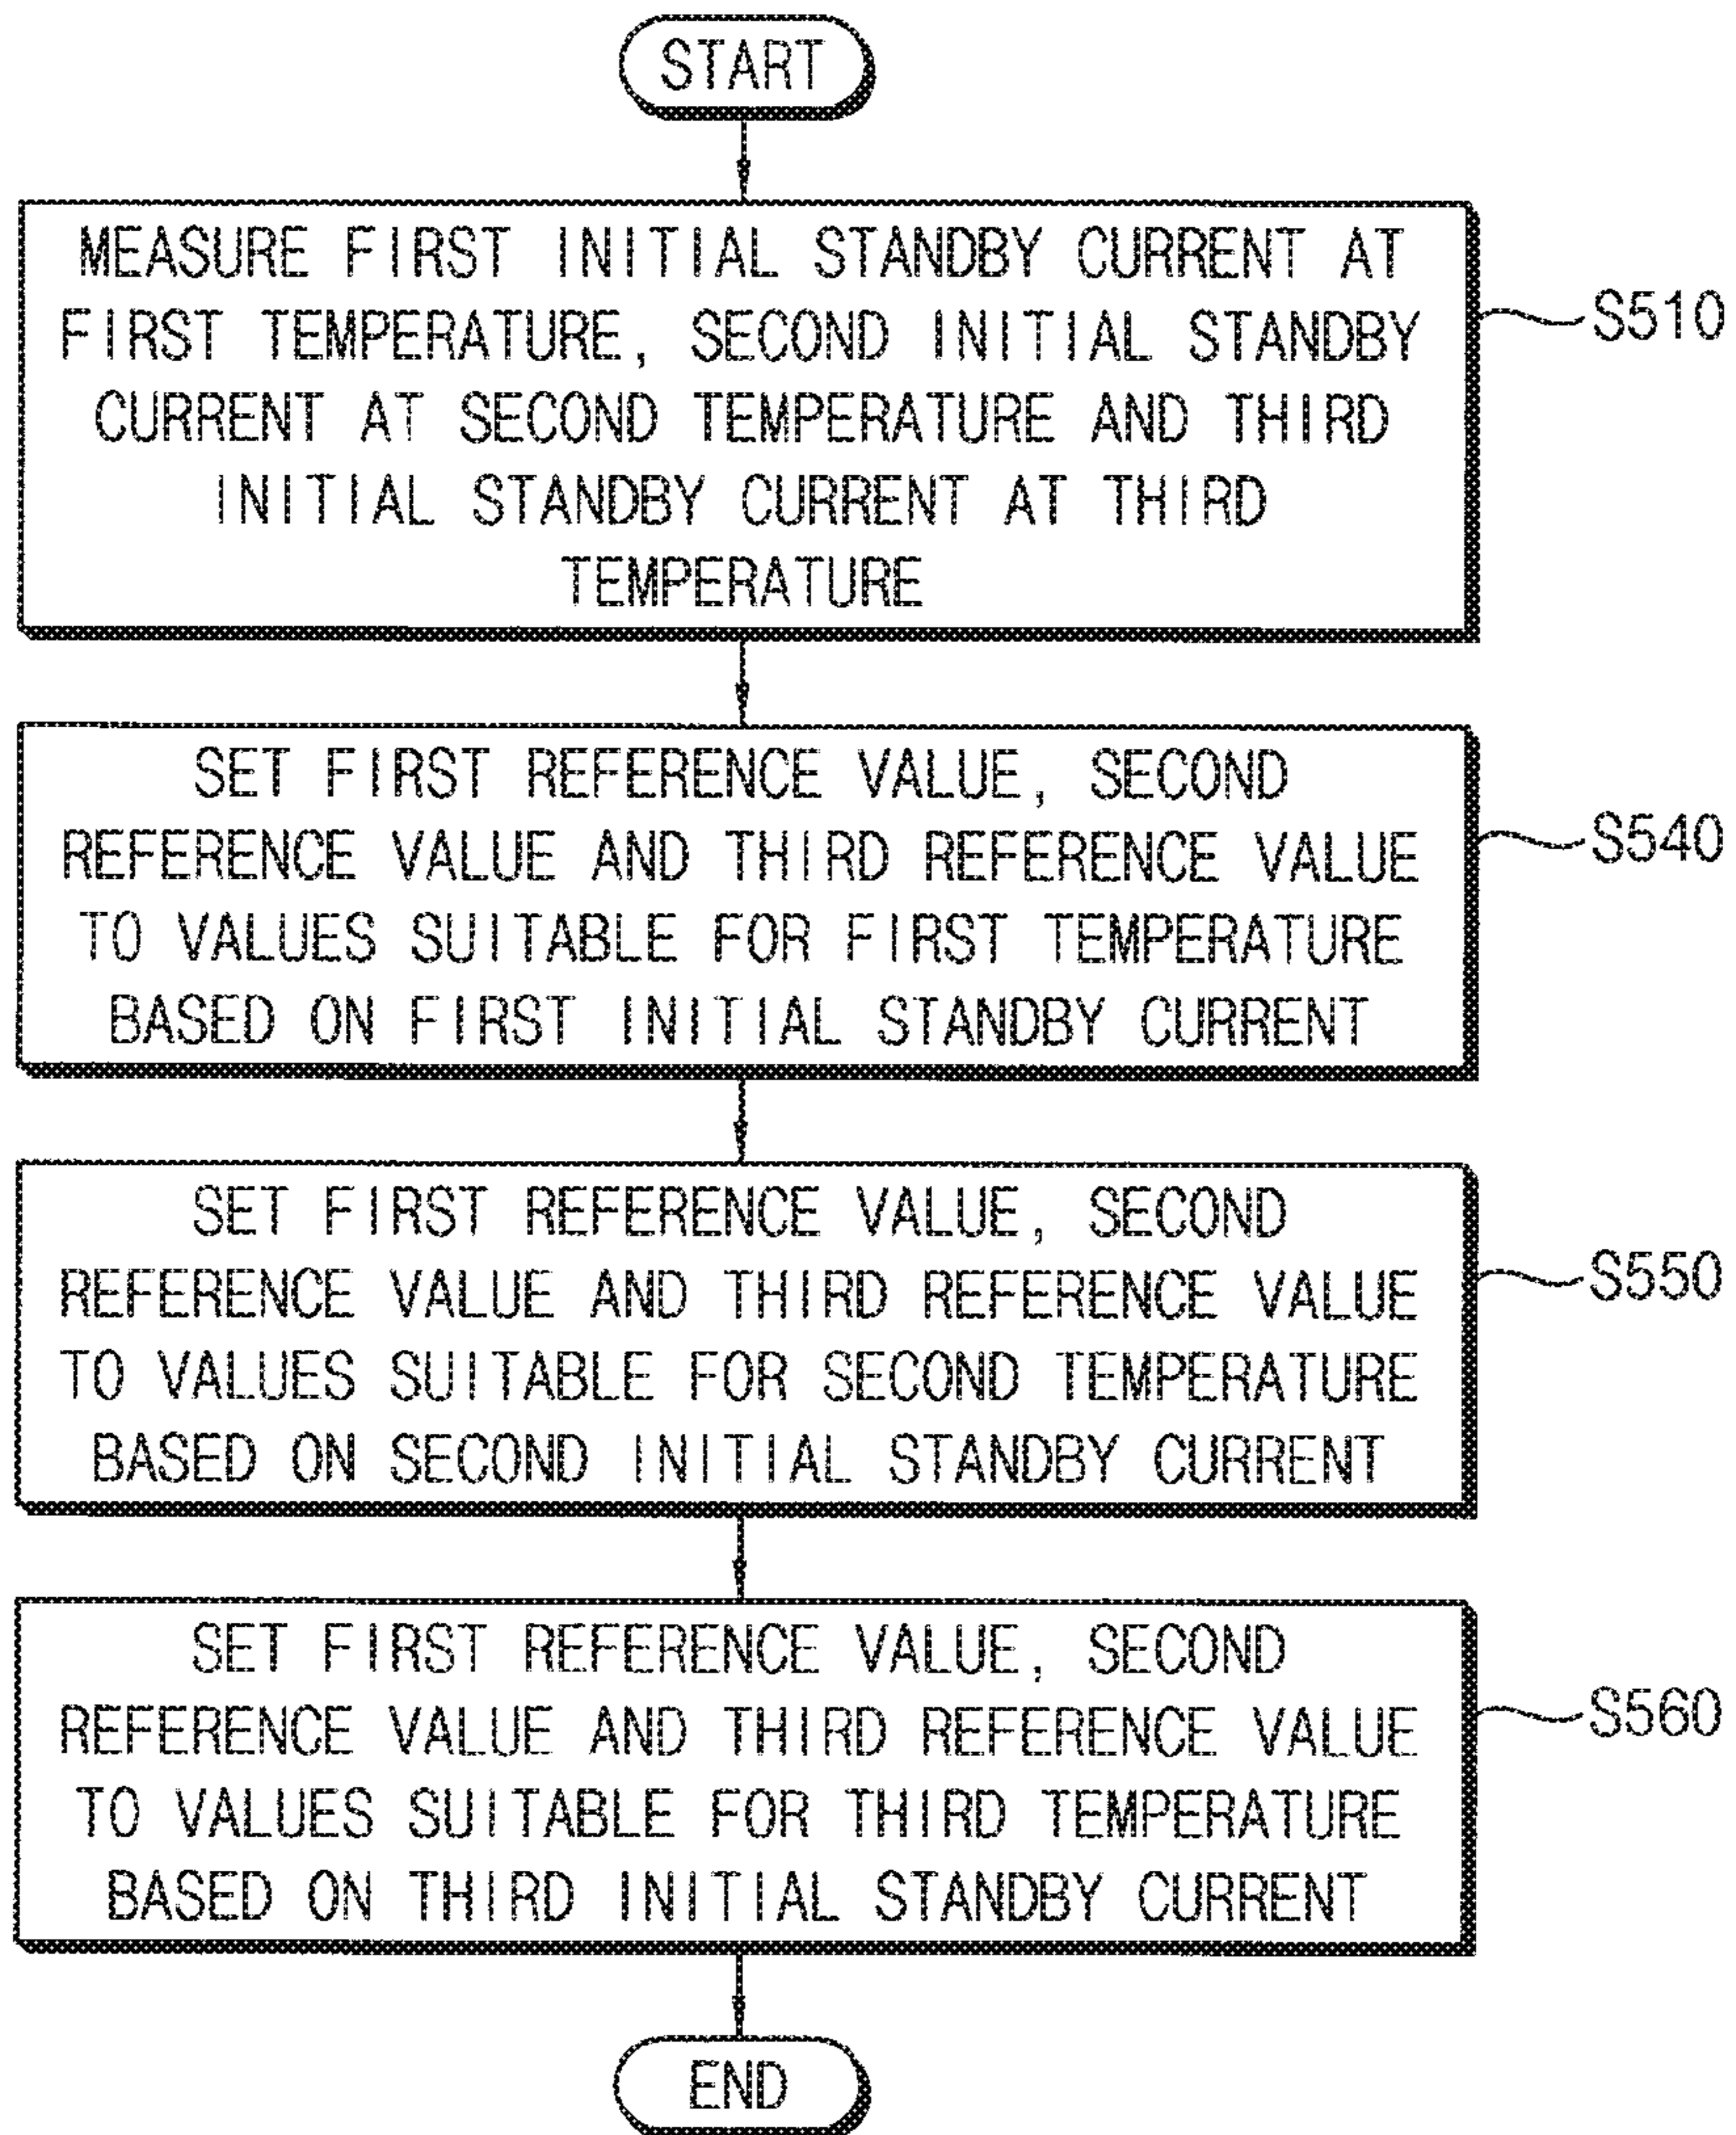 START
MEASURE FIRST INITIAL STANDBY CURRENT AT
FIRST TEMPERATURE, SECOND INITIAL STANDBY
CURRENT AT SECOND TEMPERATURE AND THIRD
INITIAL STANDBY CURRENT AT THIRD
TEMPERATURE
S510
SET FIRST REFERENCE VALUE, SECOND
REFERENCE VALUE AND THIRD REFERENCE VALUE
TO VALUES SUITABLE FOR FIRST TEMPERATURE
BASED ON FIRST INITIAL STANDBY CURRENT
S540
SET FIRST REFERENCE VALUE, SECOND
REFERENCE VALUE AND THIRD REFERENCE VALUE
TO VALUES SUITABLE FOR SECOND TEMPERATURE
BASED ON SECOND INITIAL STANDBY CURRENT
S550
SET FIRST REFERENCE VALUE, SECOND
REFERENCE VALUE AND THIRD REFERENCE VALUE
TO VALUES SUITABLE FOR THIRD TEMPERATURE
BASED ON THIRD INITIAL STANDBY CURRENT
S560
END